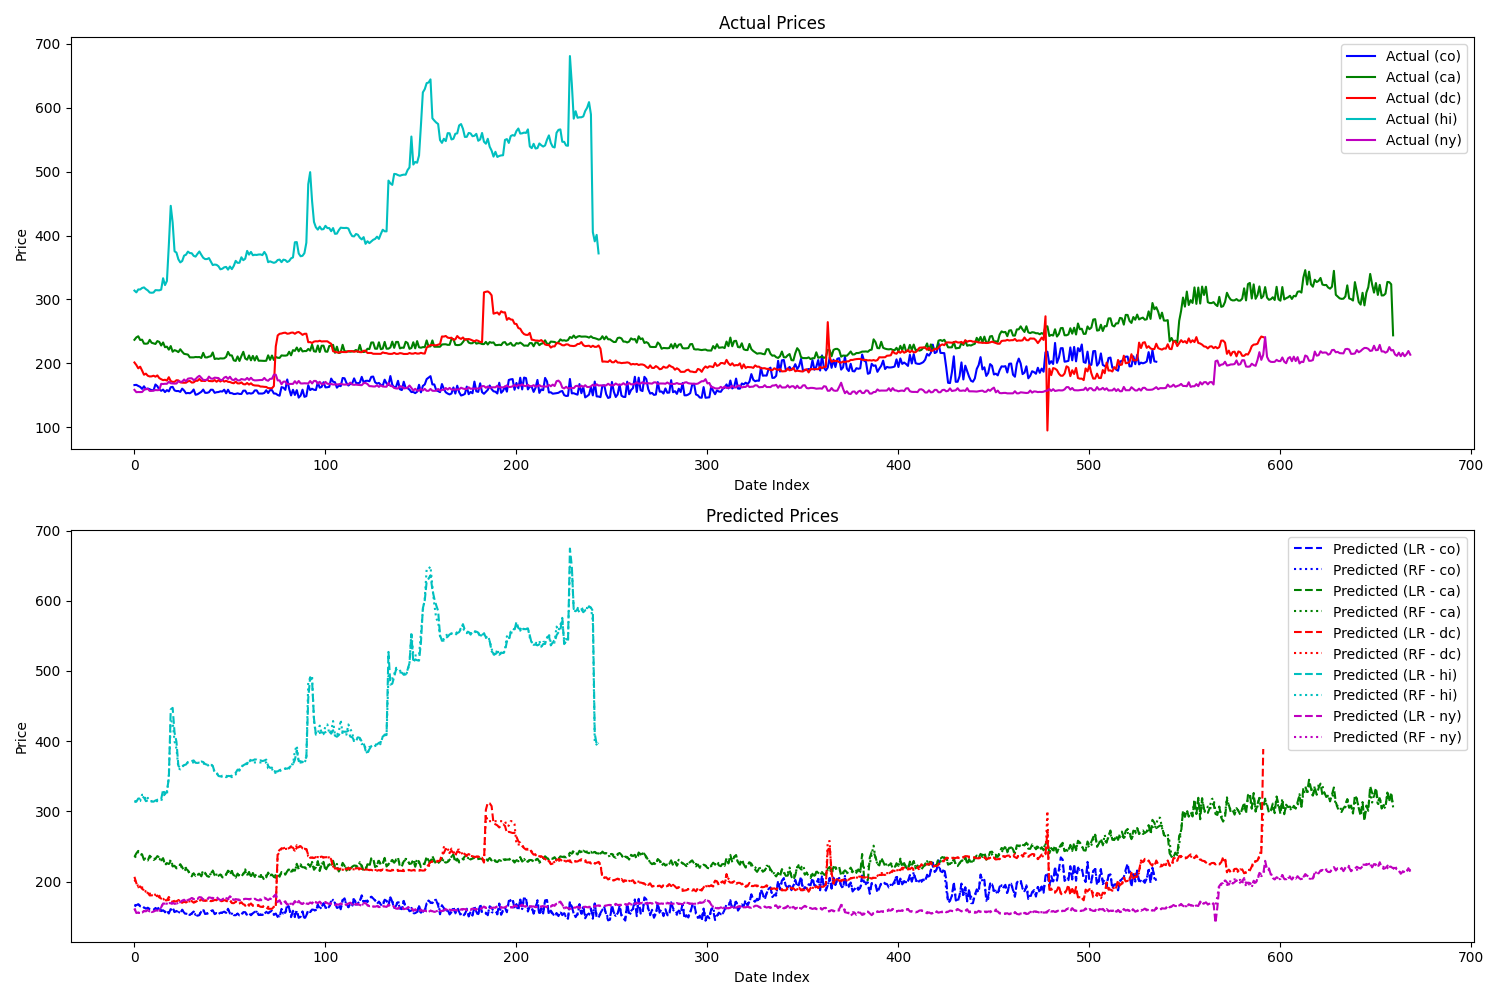 Actual Prices
700
600
500
400
300
200
100
Price
0 100 200 300 400 500 600 700
Date Index
Actual (co)
Actual (ca)
Actual (dc)
Actual (hi)
Actual (ny)
Predicted Prices
700
600
500
400
300
200
Price
0 100 200 300 400 500 600 700
Date Index
Predicted (LR - co)
Predicted (RF - co)
Predicted (LR - ca)
Predicted (RF - ca)
Predicted (LR - dc)
Predicted (RF - dc)
Predicted (LR - hi)
Predicted (RF - hi)
Predicted (LR - ny)
Predicted (RF - ny)